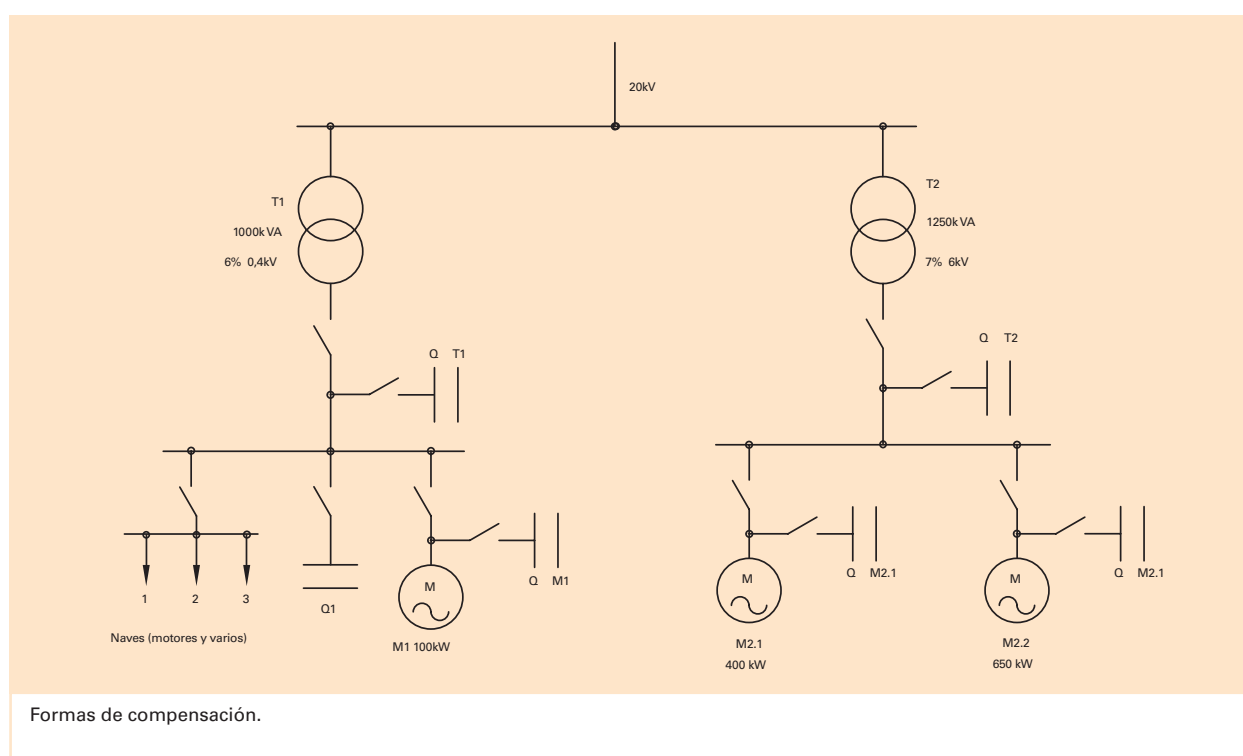 20kV
T1
1000kVA
6% 0,4kV
T2
1250kVA
7% 6kV
Q T1
Q T2
1 2 3
Naves (motores y varios)
Q1
M
M1 100kW
Q M1
M
M2.1
400 kW
Q M2.1
M
M2.2
650 kW
Q M2.1
Formas de compensación.